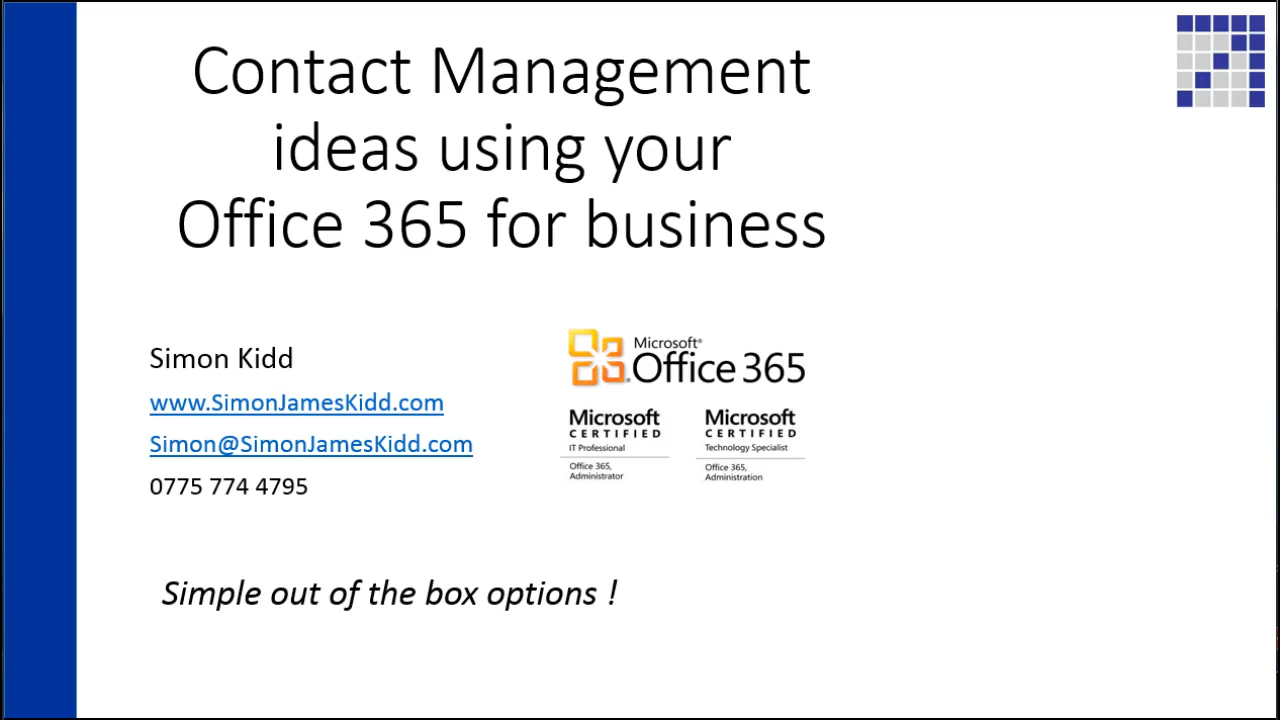 Contact Management
ideas using your
Office 365 for business
Simon Kidd
www.SimonJamesKidd.com
Simon@SimonJamesKidd.com
0775 774 4795
Microsoft®
Office 365
Microsoft
CERTIFIED
IT Professional
Office 365,
Administrator
Microsoft
CERTIFIED
Technology Specialist
Office 365,
Administration
Simple out of the box options !